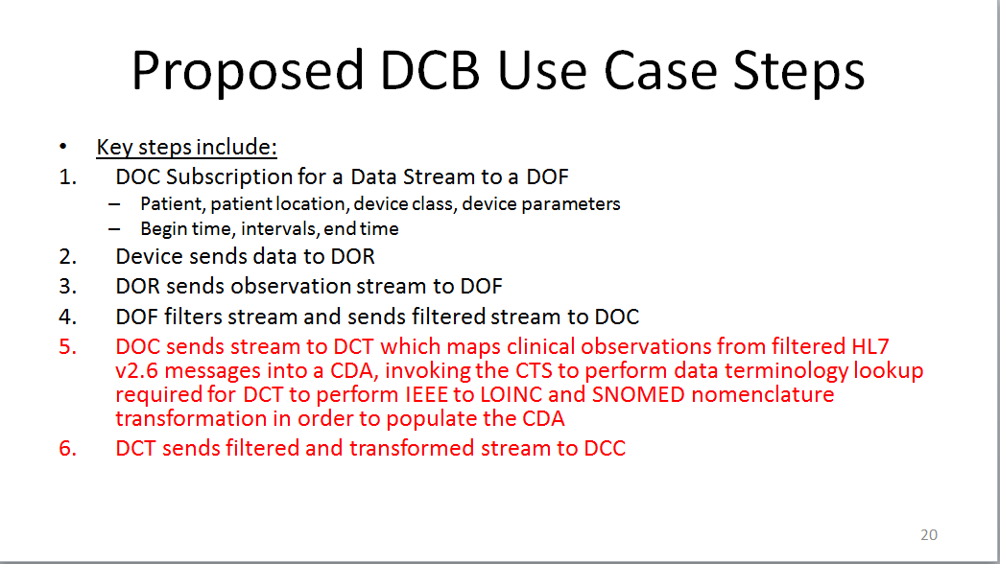 Proposed DCB Use Case Steps
• Key steps include:
1. DOC Subscription for a Data Stream to a DOF
– Patient, patient location, device class, device parameters
– Begin time, intervals, end time
2. Device sends data to DOR
3. DOR sends observation stream to DOF
4. DOF filters stream and sends filtered stream to DOC
5. DOC sends stream to DCT which maps clinical observations from filtered HL7
v2.6 messages into a CDA, invoking the CTS to perform data terminology lookup
required for DCT to perform IEEE to LOINC and SNOMED nomenclature
transformation in order to populate the CDA
6. DCT sends filtered and transformed stream to DCC
20